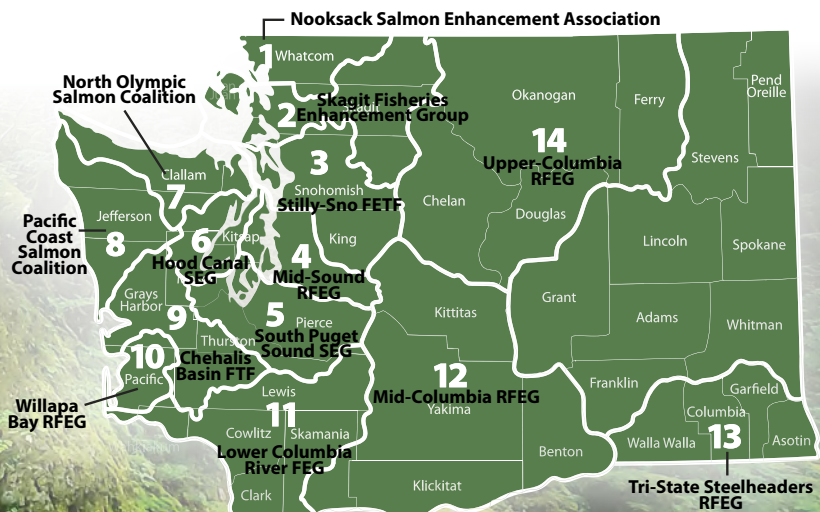 Nooksack Salmon Enhancement Association
1
Whatcom
North Olympic
Salmon Coalition
2
Skagit Fisheries
Enhancement Group
Okanogan
Ferry
Pend
Oreille
Stevens
14
Upper-Columbia
RFEG
3
Snohomish
Stilly-Sno FETF
Clallam
7
Chelan
Douglas
Jefferson
8
Pacific
Coast
Salmon
Coalition
6
Kitsap
Hood Canal
SEG
King
4
Mid-Sound
RFEG
Lincoln
Spokane
Grays
Harbor
9
Chehalis
Basin FTF
5
Pierce
South Puget
Sound SEG
Thurston
Kittitas
Grant
Adams
Whitman
10
Pacific
Willapa
Bay RFEG
Lewis
11
Cowlitz
Skamania
Lower Columbia
River FEG
Clark
12
Mid-Columbia RFEG
Yakima
Klickitat
Benton
Franklin
Garfield
Columbia
13
Walla Walla
Asotin
Tri-State Steelheaders
RFEG